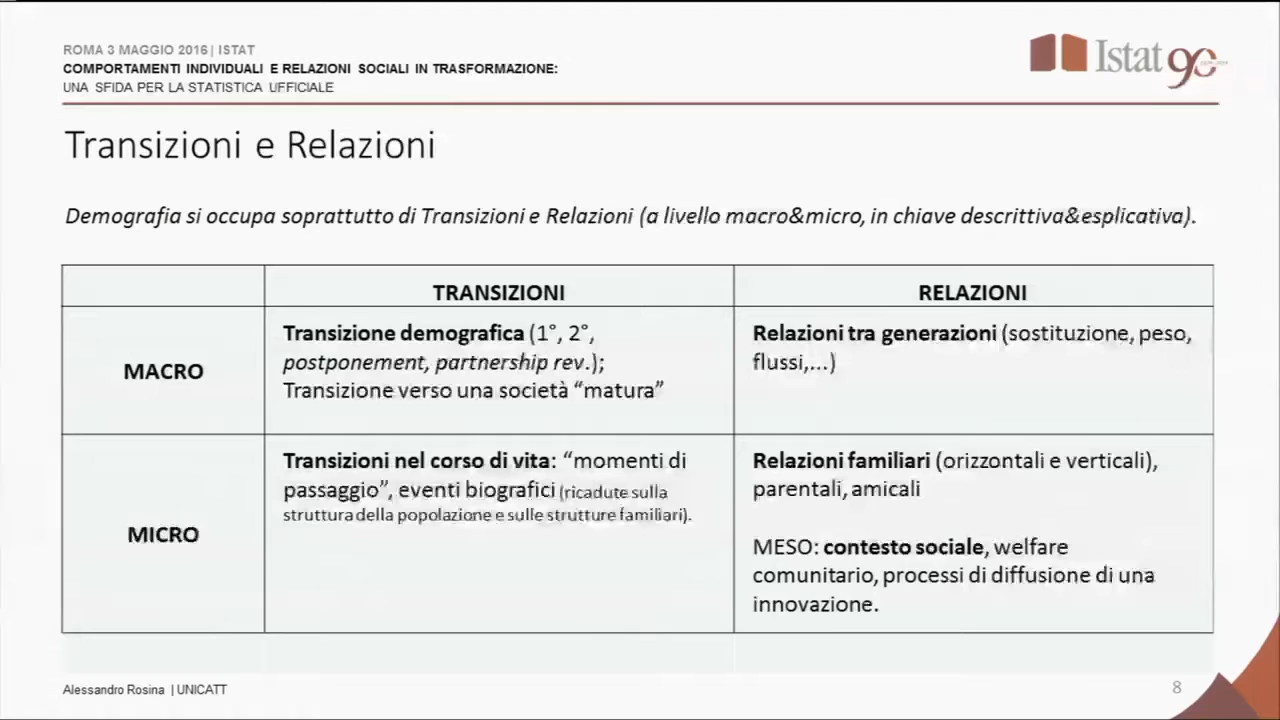 ROMA 3 MAGGIO 2016 | ISTAT
COMPORTAMENTI INDIVIDUALI E RELAZIONI SOCIALI IN TRASFORMAZIONE:
UNA SFIDA PER LA STATISTICA UFFICIALE
Istat 90
Transizioni e Relazioni
Demografia si occupa soprattutto di Transizioni e Relazioni (a livello macro&micro, in chiave descrittiva&esplicativa).
TRANSIZIONI
RELAZIONI
MACRO
Transizione demografica (1°, 2°,
postponement, partnership rev.);
Transizione verso una società “matura”
Relazioni tra generazioni (sostituzione, peso,
flussi,...)
MICRO
Transizioni nel corso di vita: “momenti di
passaggio”, eventi biografici (ricadute sulla
struttura della popolazione e sulle strutture familiari).
Relazioni familiari (orizzontali e verticali),
parentali, amicali
MESO: contesto sociale, welfare
comunitario, processi di diffusione di una
innovazione.
Alessandro Rosina | UNICATT
8